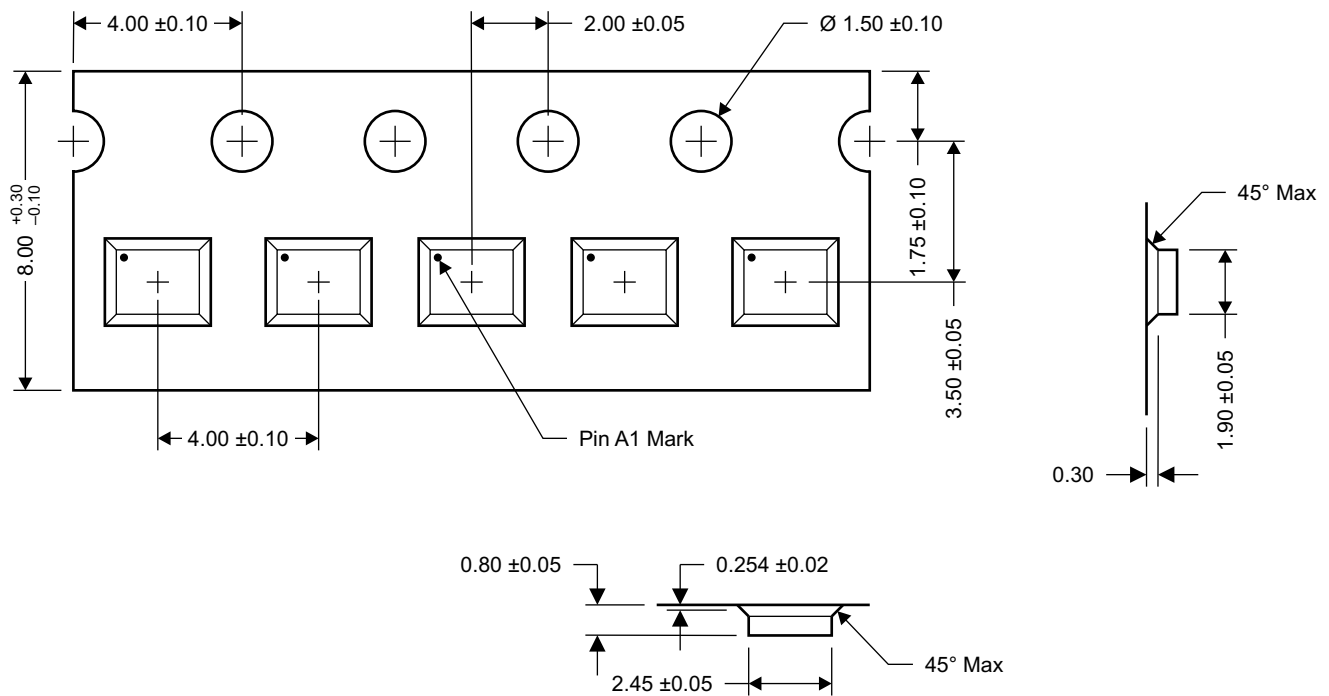 4.00 ±0.10
2.00 ±0.05
Ø 1.50 ±0.10
8.00 +0.30 –0.10
1.75 ±0.10
3.50 ±0.05
45° Max
1.90 ±0.05
0.30
4.00 ±0.10
Pin A1 Mark
0.80 ±0.05
0.254 ±0.02
45° Max
2.45 ±0.05